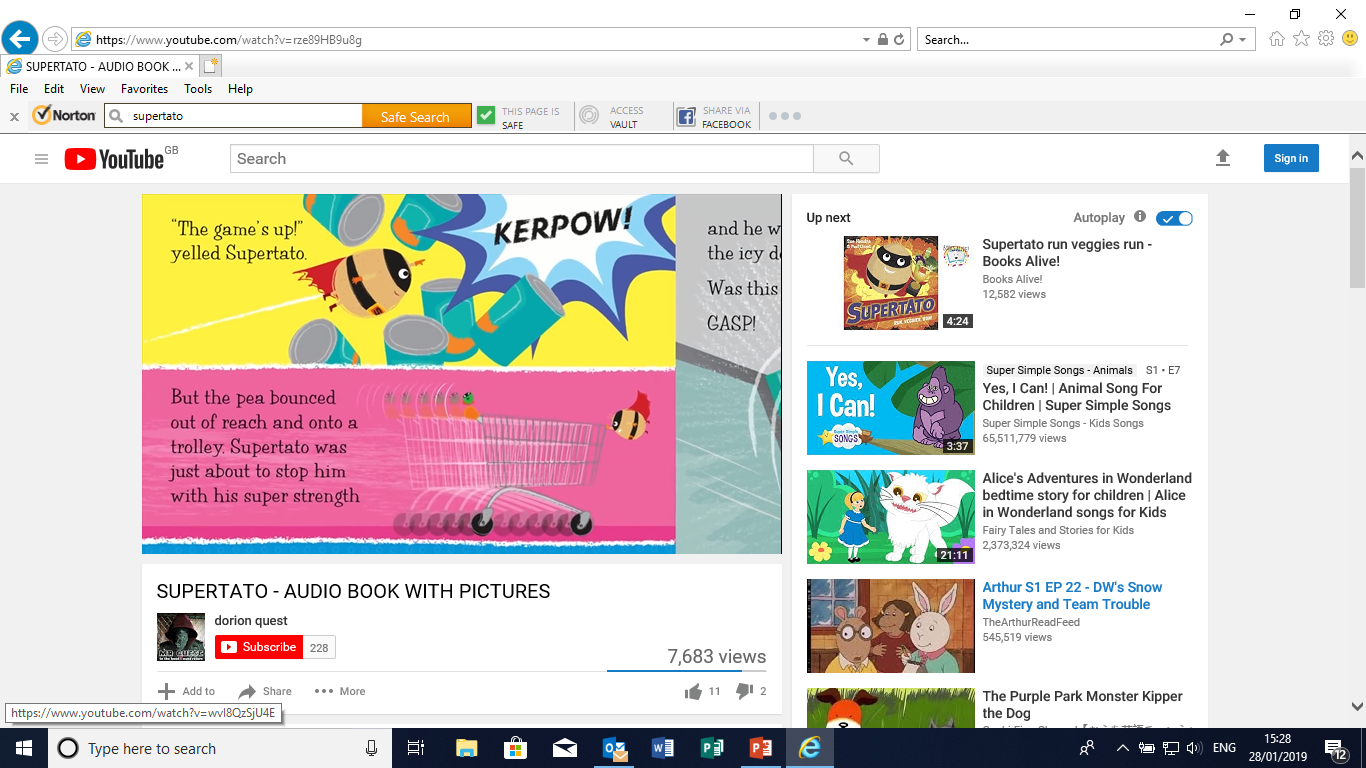 https://www.youtube.com/watch?v=rze89HB9u8g
Search...
SUPERTATO - AUDIO BOOK ...
File Edit View Favorites Tools Help
Norton
supertato
Safe Search
THIS PAGE IS
SAFE
ACCESS
VAULT
SHARE VIA
FACEBOOK
YouTube GB
Search
Sign in
"The game's up!"
yelled Supertato.
KERPOW!
and he w
the icy d
Was this
GASP!
But the pea bounced
out of reach and onto a
trolley. Supertato was
just about to stop him
with his super strength
SUPERTATO - AUDIO BOOK WITH PICTURES
dorion quest
Subscribe 228
7,683 views
Add to Share More
11 2
Up next
Autoplay
SUPERTATO
4:24
Supertato run veggies run -
Books Alive!
Books Alive!
12,582 views
Yes,
I Can!
Super Simple
SONGS
3:37
Super Simple Songs - Animals S1 • E7
Yes, I Can! | Animal Song For
Children | Super Simple Songs
Super Simple Songs - Kids Songs
65,511,779 views
21:11
Alice's Adventures in Wonderland
bedtime story for children | Alice
in Wonderland songs for Kids
Fairy Tales and Stories for Kids
2,373,324 views
Arthur S1 EP 22 - DW's Snow
Mystery and Team Trouble
TheArthurReadFeed
545,519 views
The Purple Park Monster Kipper
the Dog
https://www.youtube.com/watch?v=wvI8QzSjU4E
Type here to search
ENG
15:28
28/01/2019
12